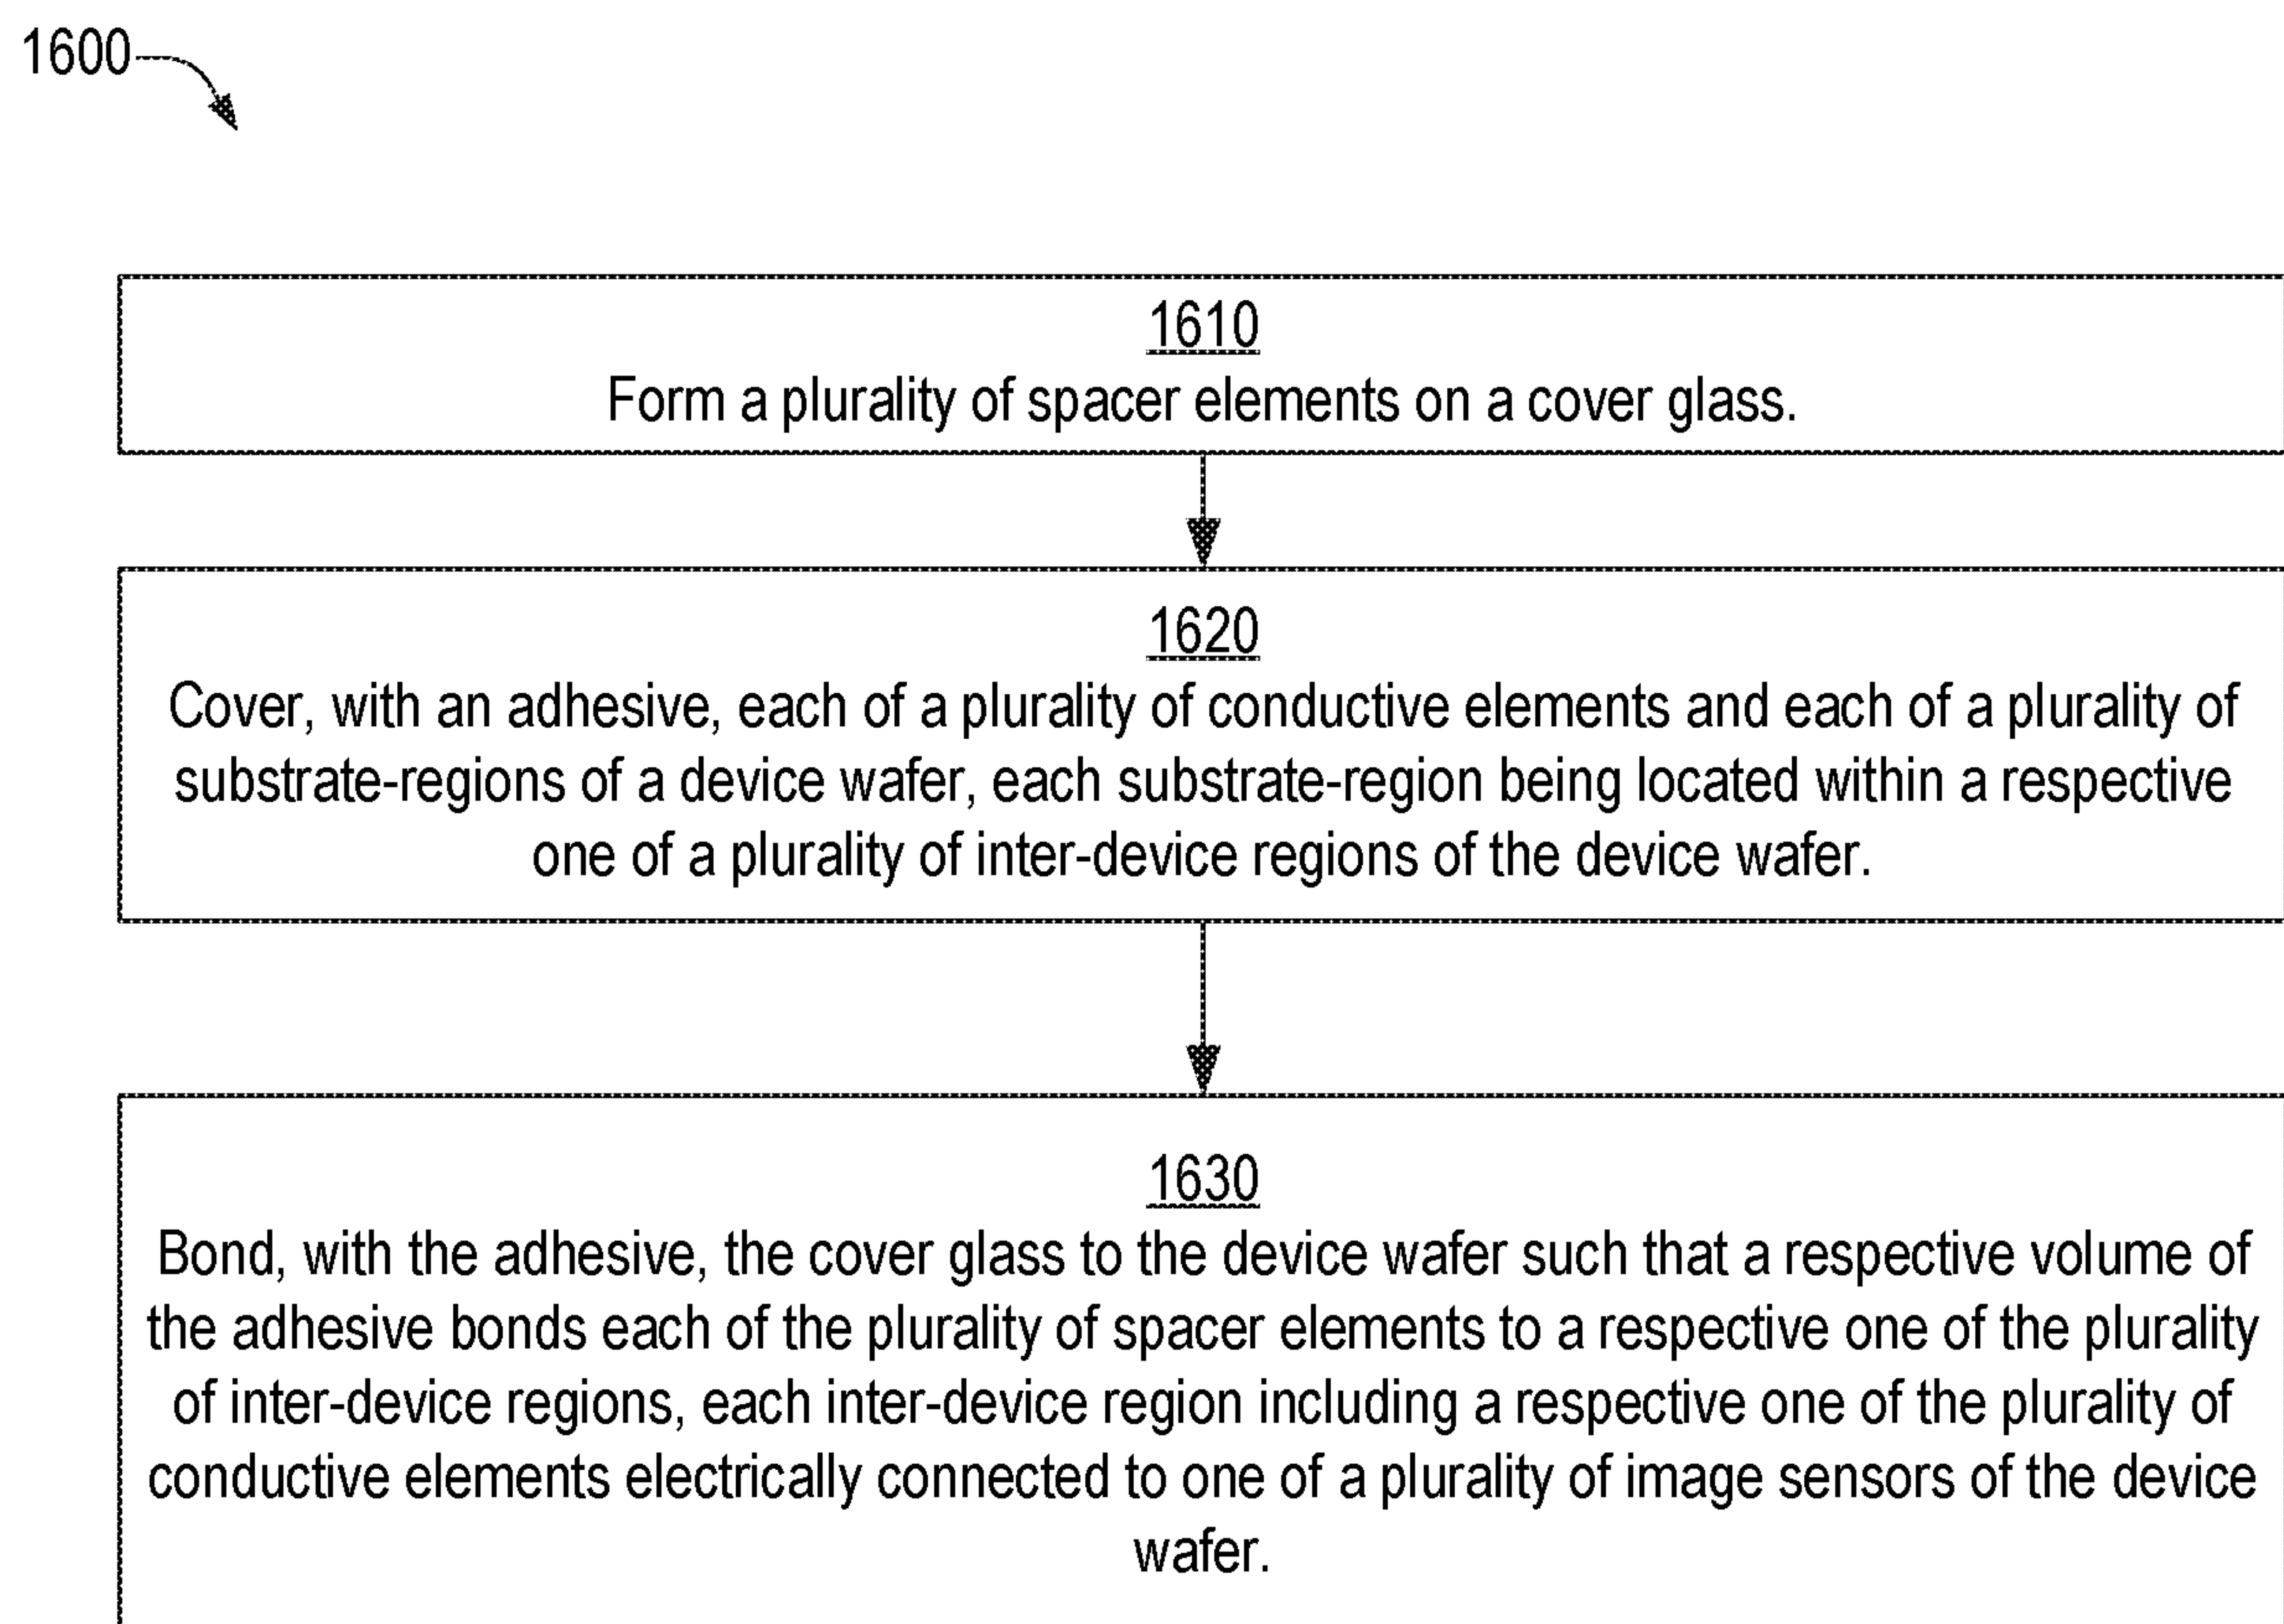 1600
1610
Form a plurality of spacer elements on a cover glass.
1620
Cover, with an adhesive, each of a plurality of conductive elements and each of a plurality of
substrate-regions of a device wafer, each substrate-region being located within a respective
one of a plurality of inter-device regions of the device wafer.
1630
Bond, with the adhesive, the cover glass to the device wafer such that a respective volume of
the adhesive bonds each of the plurality of spacer elements to a respective one of the plurality
of inter-device regions, each inter-device region including a respective one of the plurality of
conductive elements electrically connected to one of a plurality of image sensors of the device
wafer.